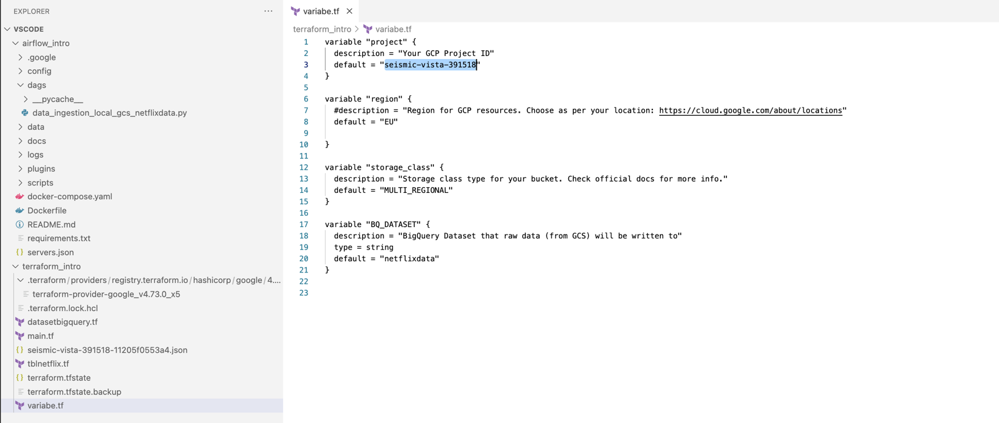 EXPLORER
...
VSCODE
airflow_intro
.google
config
dags
__pycache__
data_ingestion_local_gcs_netflixdata.py
data
docs
logs
plugins
scripts
docker-compose.yaml
Dockerfile
README.md
requirements.txt
servers.json
terraform_intro
.terraform/providers/registry.terraform.io/hashicorp/google/4....
terraform-provider-google_v4.73.0_x5
.terraform.lock.hcl
datasetbigquery.tf
main.tf
seismic-vista-391518-11205f0553a4.json
tblnetflix.tf
terraform.tfstate
terraform.tfstate.backup
variabe.tf
variabe.tf
terraform_intro > variabe.tf
1 variable "project" {
2 description = "Your GCP Project ID"
3 default = "seismic-vista-391518"
4 }
5
6 variable "region" {
7 #description = "Region for GCP resources. Choose as per your location: https://cloud.google.com/about/locations"
8 default = "EU"
9
10 }
11
12 variable "storage_class" {
13 description = "Storage class type for your bucket. Check official docs for more info."
14 default = "MULTI_REGIONAL"
15 }
16
17 variable "BQ_DATASET" {
18 description = "BigQuery Dataset that raw data (from GCS) will be written to"
19 type = string
20 default = "netflixdata"
21 }
22
23